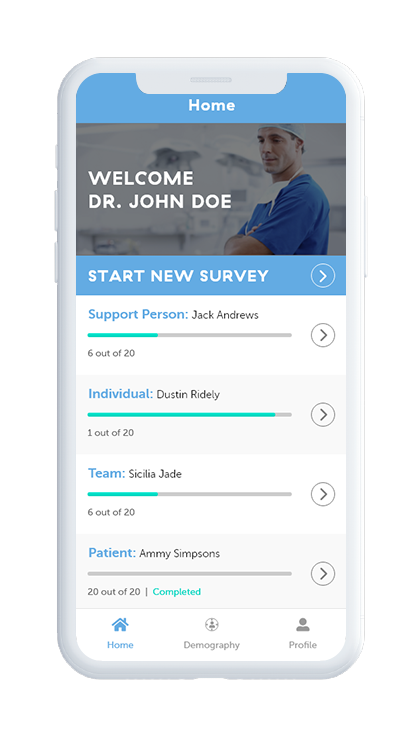 Home
WELCOME
DR. JOHN DOE
START NEW SURVEY
Support Person: Jack Andrews
6 out of 20
Individual: Dustin Ridely
1 out of 20
Team: Sicilia Jade
6 out of 20
Patient: Ammy Simpsons
20 out of 20 | Completed
Home Demography Profile